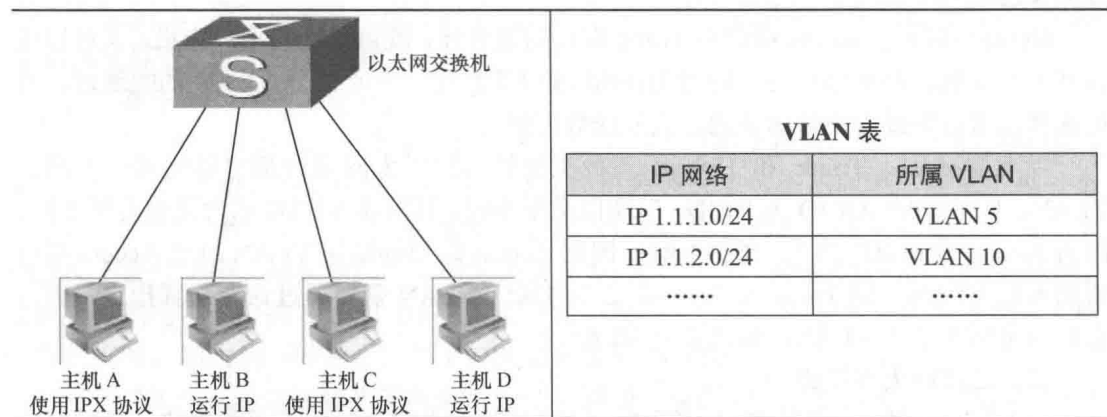 以太网交换机
S
主机 A
使用 IPX 协议
主机 B
运行 IP
主机 C
使用 IPX 协议
主机 D
运行 IP
VLAN 表
IP 网络 所属 VLAN
IP 1.1.1.0/24 VLAN 5
IP 1.1.2.0/24 VLAN 10
…… ……